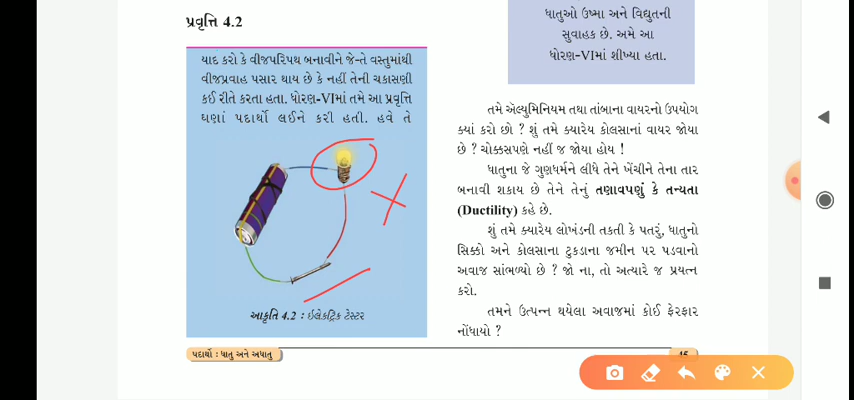 પ્રવૃત્તિ 4.2
યાદ કરો કે વીજપરિપથ બનાવીને જે-તે વસ્તુમાંથી
વીજપ્રવાહ પસાર થાય છે કે નહીં તેની ચકાસણી
કઈ રીતે કરતા હતા. ધોરણ-VIમાં તમે આ પ્રવૃત્તિ
ઘણાં પદાર્થો લઈને કરી હતી. હવે તે
આકૃતિ 4.2 : ઇલેક્ટ્રિક ટેસ્ટર
ધાતુઓ ઉષ્મા અને વિદ્યુતની
સુવાહક છે. અમે આ
ધોરણ-VIમાં શીખ્યા હતા.
તમે ઍલ્યુમિનિયમ તથા તાંબાના વાયરનો ઉપયોગ
ક્યાં કરો છો ? શું તમે ક્યારેય કોલસાનાં વાયર જોયા
છે ? ચોક્કસપણે નહીં જ જોયા હોય !
ધાતુના જે ગુણધર્મને લીધે તેને ખેંચીને તેના તાર
બનાવી શકાય છે તેને તેનું તણાવપણું કે તન્યતા
(Ductility) કહે છે.
શું તમે ક્યારેય લોખંડની તકતી કે પતરું, ધાતુનો
સિક્કો અને કોલસાના ટુકડાના જમીન પર પડવાનો
અવાજ સાંભળ્યો છે ? જો ના, તો અત્યારે જ પ્રયત્ન
કરો.
તમને ઉત્પન્ન થયેલા અવાજમાં કોઈ ફેરફાર
નોંધાયો ?
પદાર્થો : ધાતુ અને અધાતુ
45